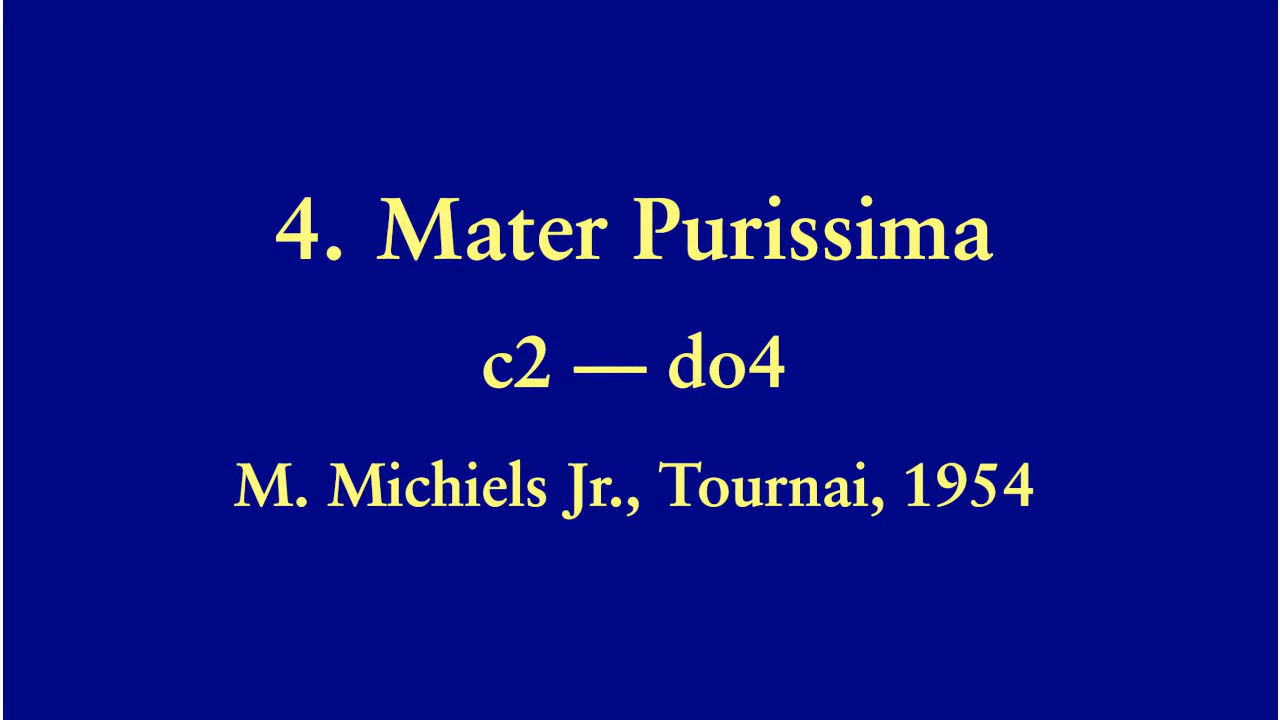 4. Mater Purissima
c2 — do4
M. Michiels Jr., Tournai, 1954